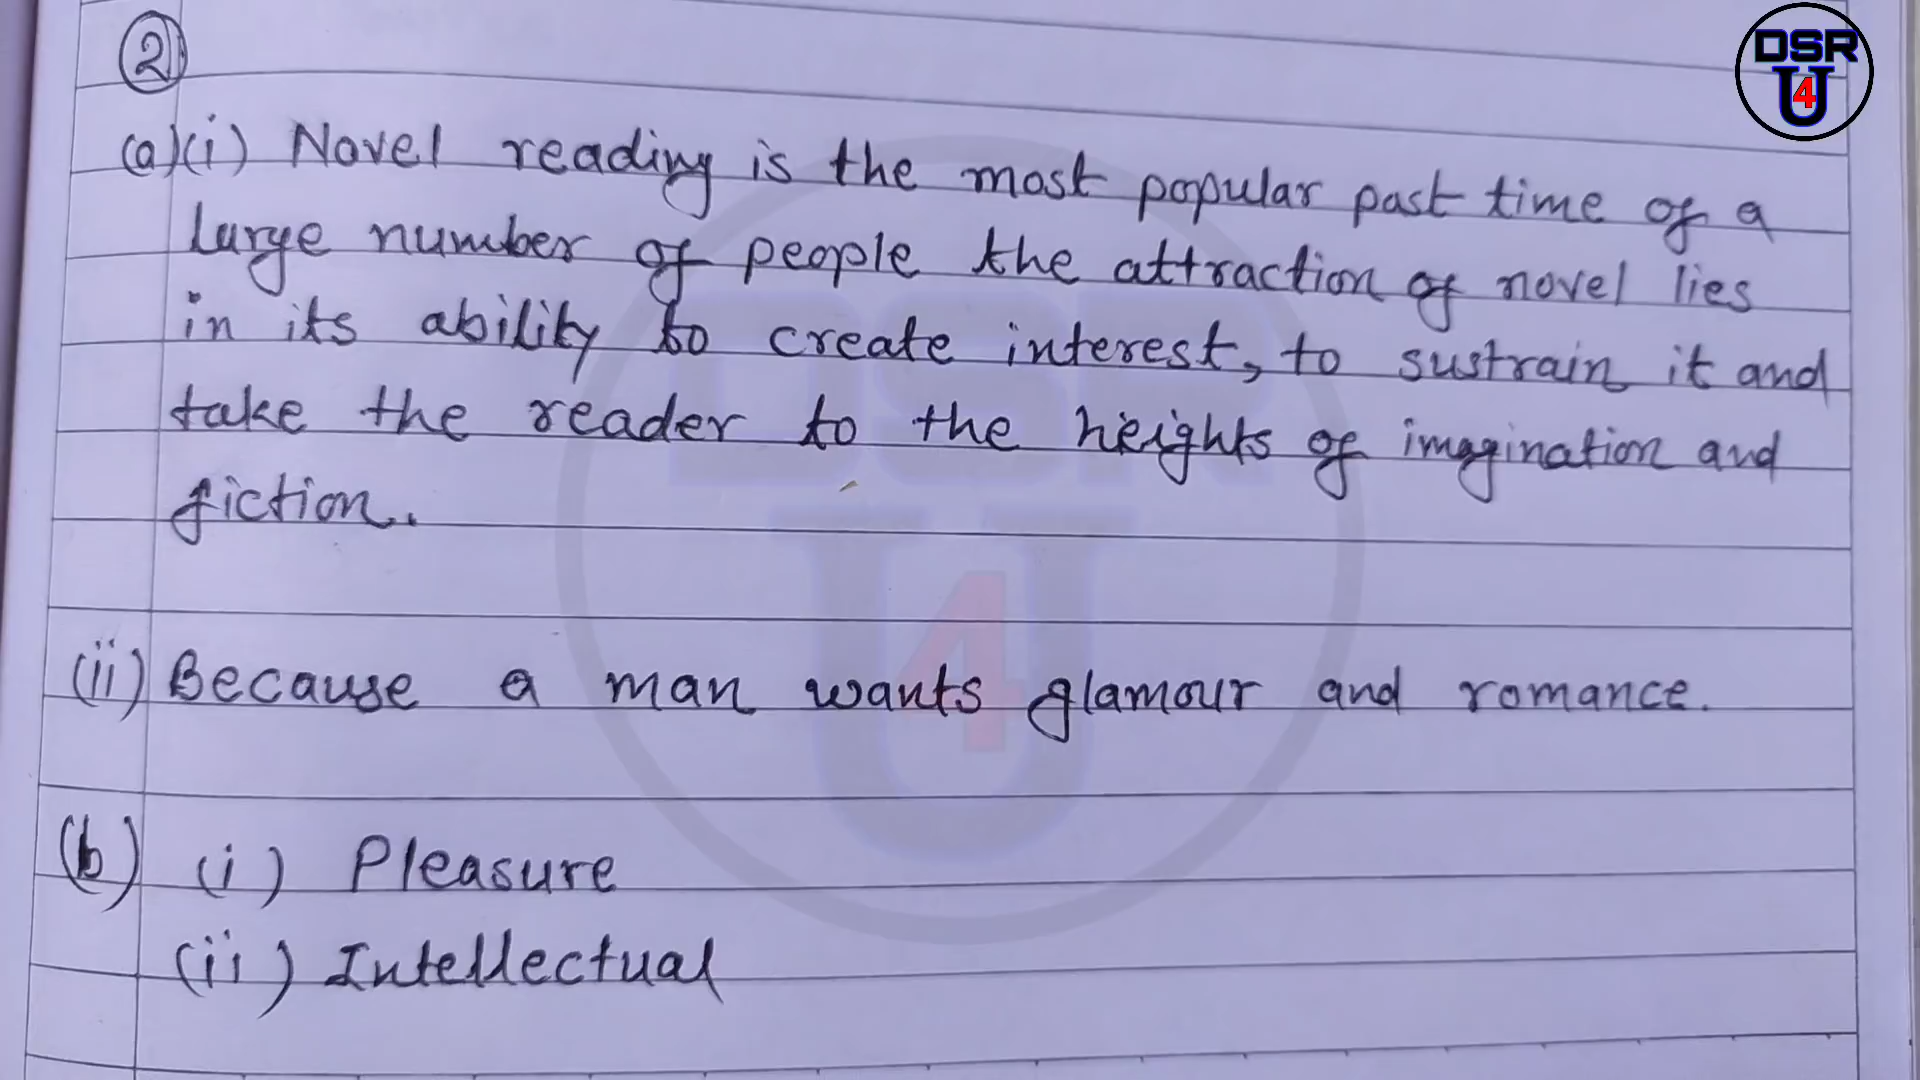 2
(a)(i) Novel reading is the most popular past time of a
large number of people the attraction of novel lies
in its ability to create interest, to sustrain it and
take the reader to the heights of imagination and
fiction.
(ii) Because a man wants glamour and romance.
(b) (i) Pleasure
(ii) Intellectual
DSR
U
4
DSR
U
4